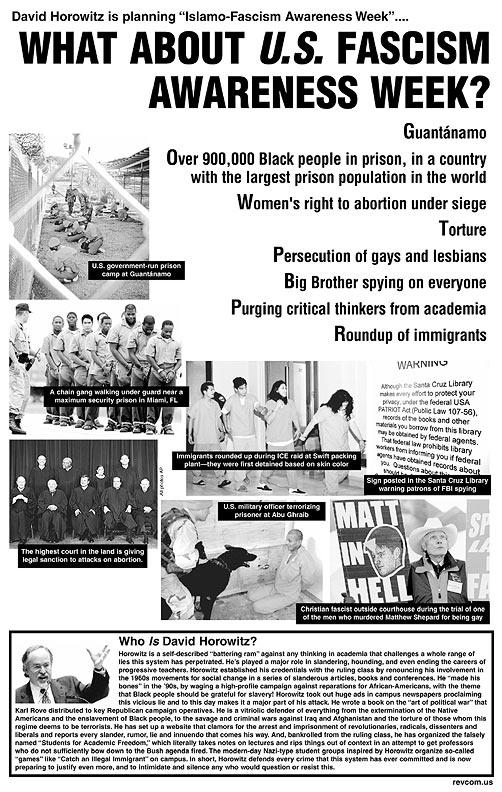 David Horowitz is planning “Islamo-Fascism Awareness Week”....
WHAT ABOUT U.S. FASCISM
AWARENESS WEEK?
Guantánamo
Over 900,000 Black people in prison, in a country
with the largest prison population in the world
Women's right to abortion under siege
Torture
Persecution of gays and lesbians
Big Brother spying on everyone
Purging critical thinkers from academia
Roundup of immigrants
U.S. government-run prison
camp at Guantánamo
A chain gang walking under guard near a
maximum security prison in Miami, FL
Immigrants rounded up during ICE raid at Swift packing
plant—they were first detained based on skin color
WARNING
Although the Santa Cruz Library
makes every effort to protect your
privacy, under the federal USA
PATRIOT Act (Public Law 107-56),
records of the books and other
materials you borrow from this library
may be obtained by federal agents.
That federal law prohibits library
workers from informing you if federal
agents have obtained records about
you. Questions about this
should be
Sign posted in the Santa Cruz Library
warning patrons of FBI spying
All photos: AP
The highest court in the land is giving
legal sanction to attacks on abortion.
U.S. military officer terrorizing
prisoner at Abu Ghraib
MATT
IN
HELL
Christian fascist outside courthouse during the trial of one
of the men who murdered Matthew Shepard for being gay
Who Is David Horowitz?
Horowitz is a self-described “battering ram” against any thinking in academia that challenges a whole range of
lies this system has perpetrated. He's played a major role in slandering, hounding, and even ending the careers of
progressive teachers. Horowitz established his credentials with the ruling class by renouncing his involvement in
the 1960s movements for social change in a series of slanderous articles, books and conferences. He “made his
bones” in the '90s, by waging a high-profile campaign against reparations for African-Americans, with the theme
that Black people should be grateful for slavery! Horowitz took out huge ads in campus newspapers proclaiming
this vicious lie and to this day makes it a major part of his attack. He wrote a book on the “art of political war” that
Karl Rove distributed to key Republican campaign operatives. He is a vitriolic defender of everything from the extermination of the Native
Americans and the enslavement of Black people, to the savage and criminal wars against Iraq and Afghanistan and the torture of those whom this
regime deems to be terrorists. He has set up a website that clamors for the arrest and imprisonment of revolutionaries, radicals, dissenters and
liberals and reports every slander, rumor, lie and innuendo that comes his way. And, bankrolled from the ruling class, he has organized the falsely
named “Students for Academic Freedom,” which literally takes notes on lectures and rips things out of context in an attempt to get professors
who do not sufficiently bow down to the Bush agenda fired. The modern-day Nazi-type student groups inspired by Horowitz organize so-called
“games” like “Catch an Illegal Immigrant” on campus. In short, Horowitz defends every crime that this system has ever committed and is now
preparing to justify even more, and to intimidate and silence any who would question or resist this.
revcom.us